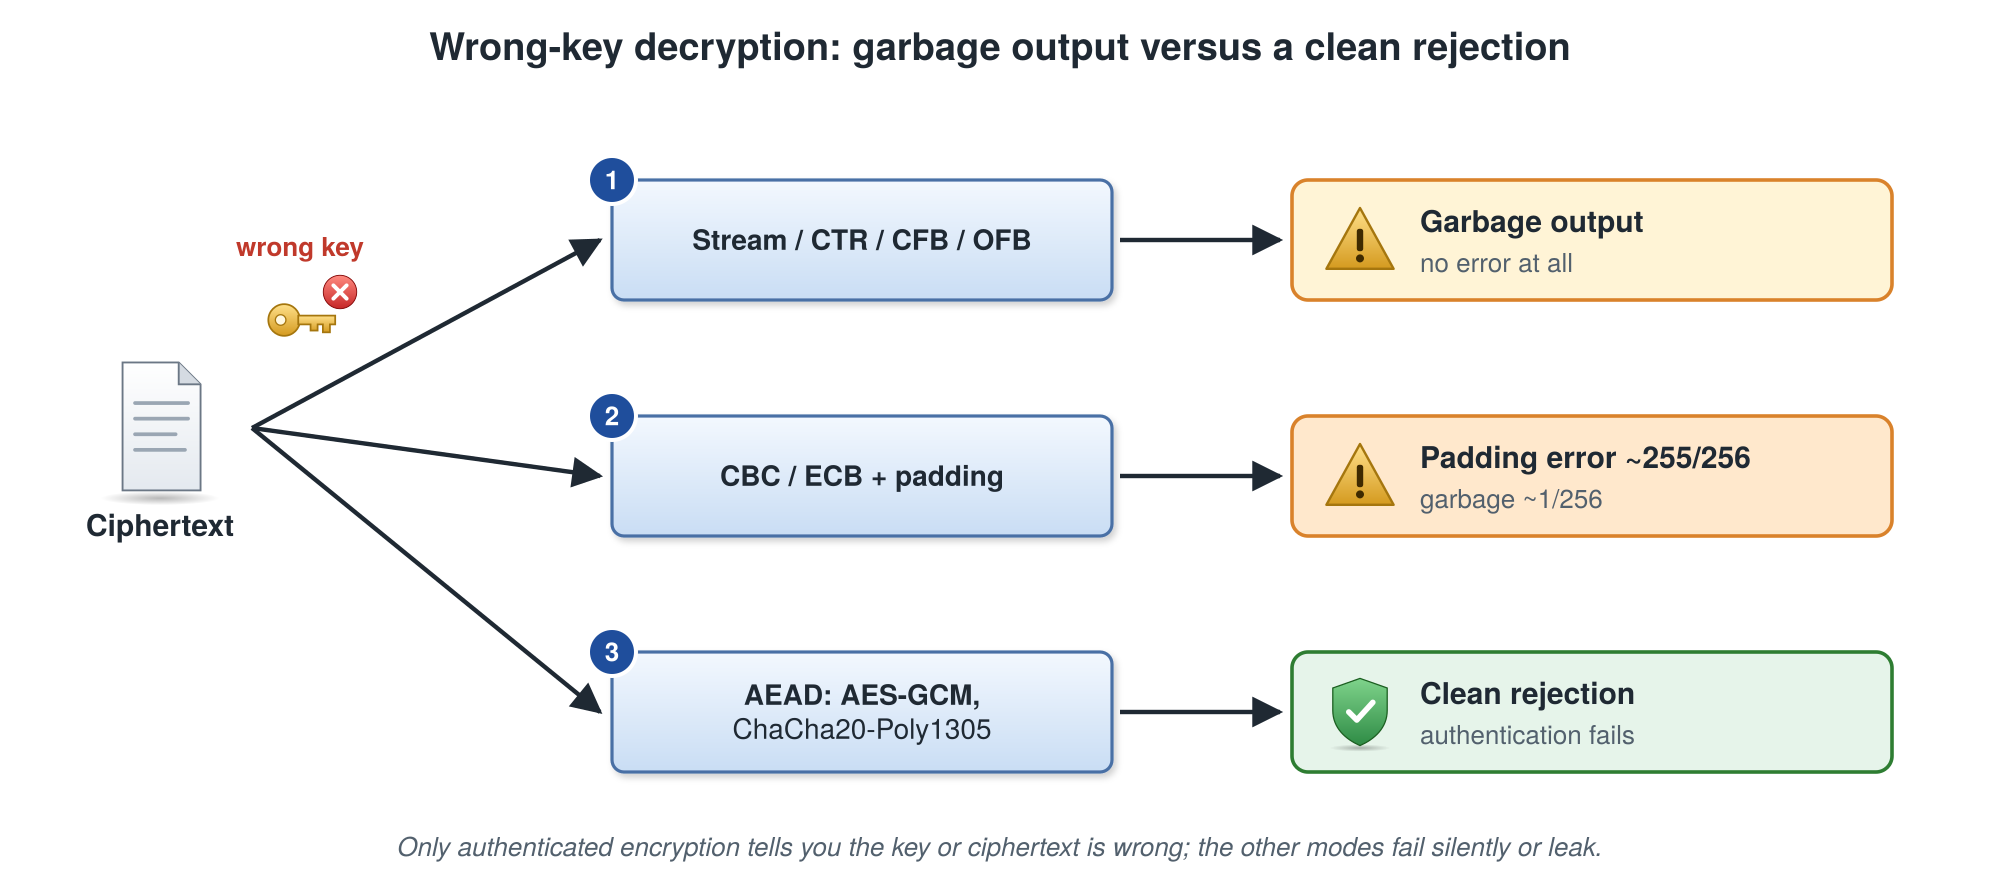 Wrong-key decryption: garbage output versus a clean rejection
wrong key
Ciphertext
1
Stream / CTR / CFB / OFB
Garbage output
no error at all
2
CBC / ECB + padding
Padding error ~255/256
garbage ~1/256
3
AEAD: AES-GCM,
ChaCha20-Poly1305
Clean rejection
authentication fails
Only authenticated encryption tells you the key or ciphertext is wrong; the other modes fail silently or leak.